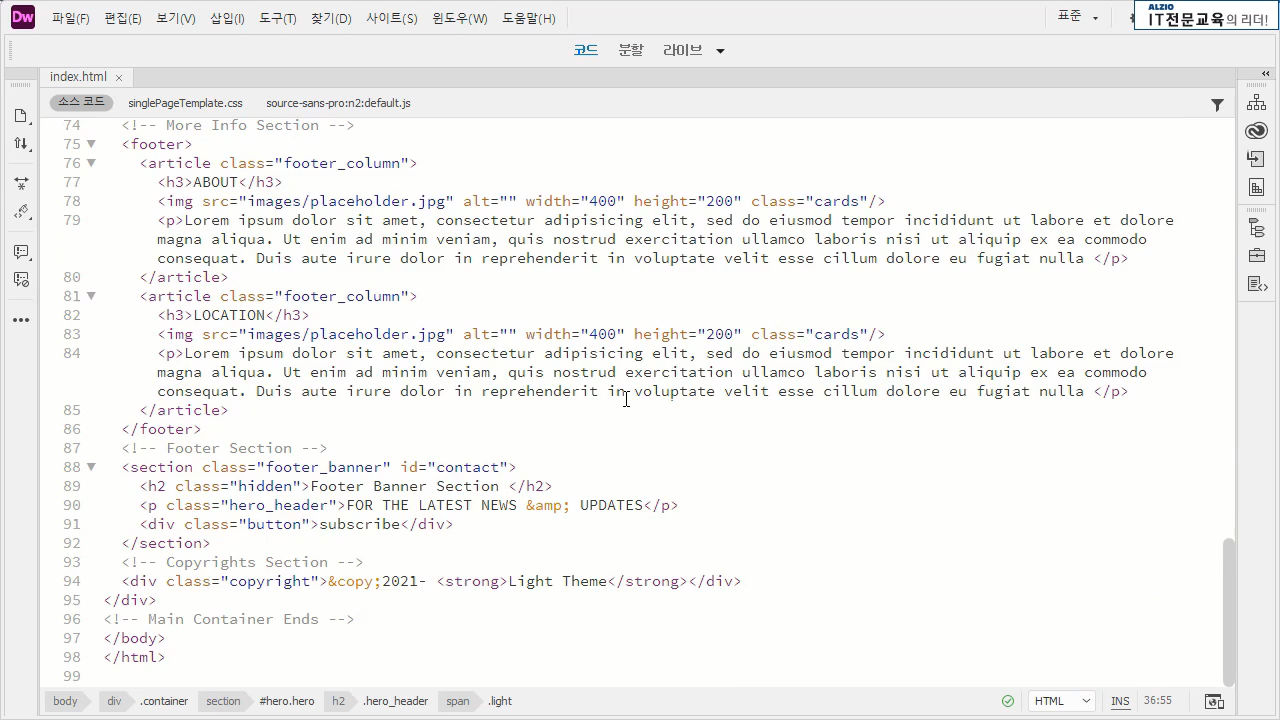 Dw 파일(F) 편집(E) 보기(V) 삽입(I) 도구(T) 찾기(D) 사이트(S) 윈도우(W) 도움말(H) 표준
ALZIO
IT전문교육의 리더!
코드 분할 라이브
index.html ×
소스 코드 singlePageTemplate.css source-sans-pro:n2:default.js
74 <!-- More Info Section -->
75 <footer>
76 <article class="footer_column">
77 <h3>ABOUT</h3>
78 <img src="images/placeholder.jpg" alt="" width="400" height="200" class="cards"/>
79 <p>Lorem ipsum dolor sit amet, consectetur adipisicing elit, sed do eiusmod tempor incididunt ut labore et dolore
magna aliqua. Ut enim ad minim veniam, quis nostrud exercitation ullamco laboris nisi ut aliquip ex ea commodo
consequat. Duis aute irure dolor in reprehenderit in voluptate velit esse cillum dolore eu fugiat nulla </p>
80 </article>
81 <article class="footer_column">
82 <h3>LOCATION</h3>
83 <img src="images/placeholder.jpg" alt="" width="400" height="200" class="cards"/>
84 <p>Lorem ipsum dolor sit amet, consectetur adipisicing elit, sed do eiusmod tempor incididunt ut labore et dolore
magna aliqua. Ut enim ad minim veniam, quis nostrud exercitation ullamco laboris nisi ut aliquip ex ea commodo
consequat. Duis aute irure dolor in reprehenderit in voluptate velit esse cillum dolore eu fugiat nulla </p>
85 </article>
86 </footer>
87 <!-- Footer Section -->
88 <section class="footer_banner" id="contact">
89 <h2 class="hidden">Footer Banner Section </h2>
90 <p class="hero_header">FOR THE LATEST NEWS &amp; UPDATES</p>
91 <div class="button">subscribe</div>
92 </section>
93 <!-- Copyrights Section -->
94 <div class="copyright">&copy;2021- <strong>Light Theme</strong></div>
95 </div>
96 <!-- Main Container Ends -->
97 </body>
98 </html>
99
body div .container section #hero.hero h2 .hero_header span .light HTML INS 36:55